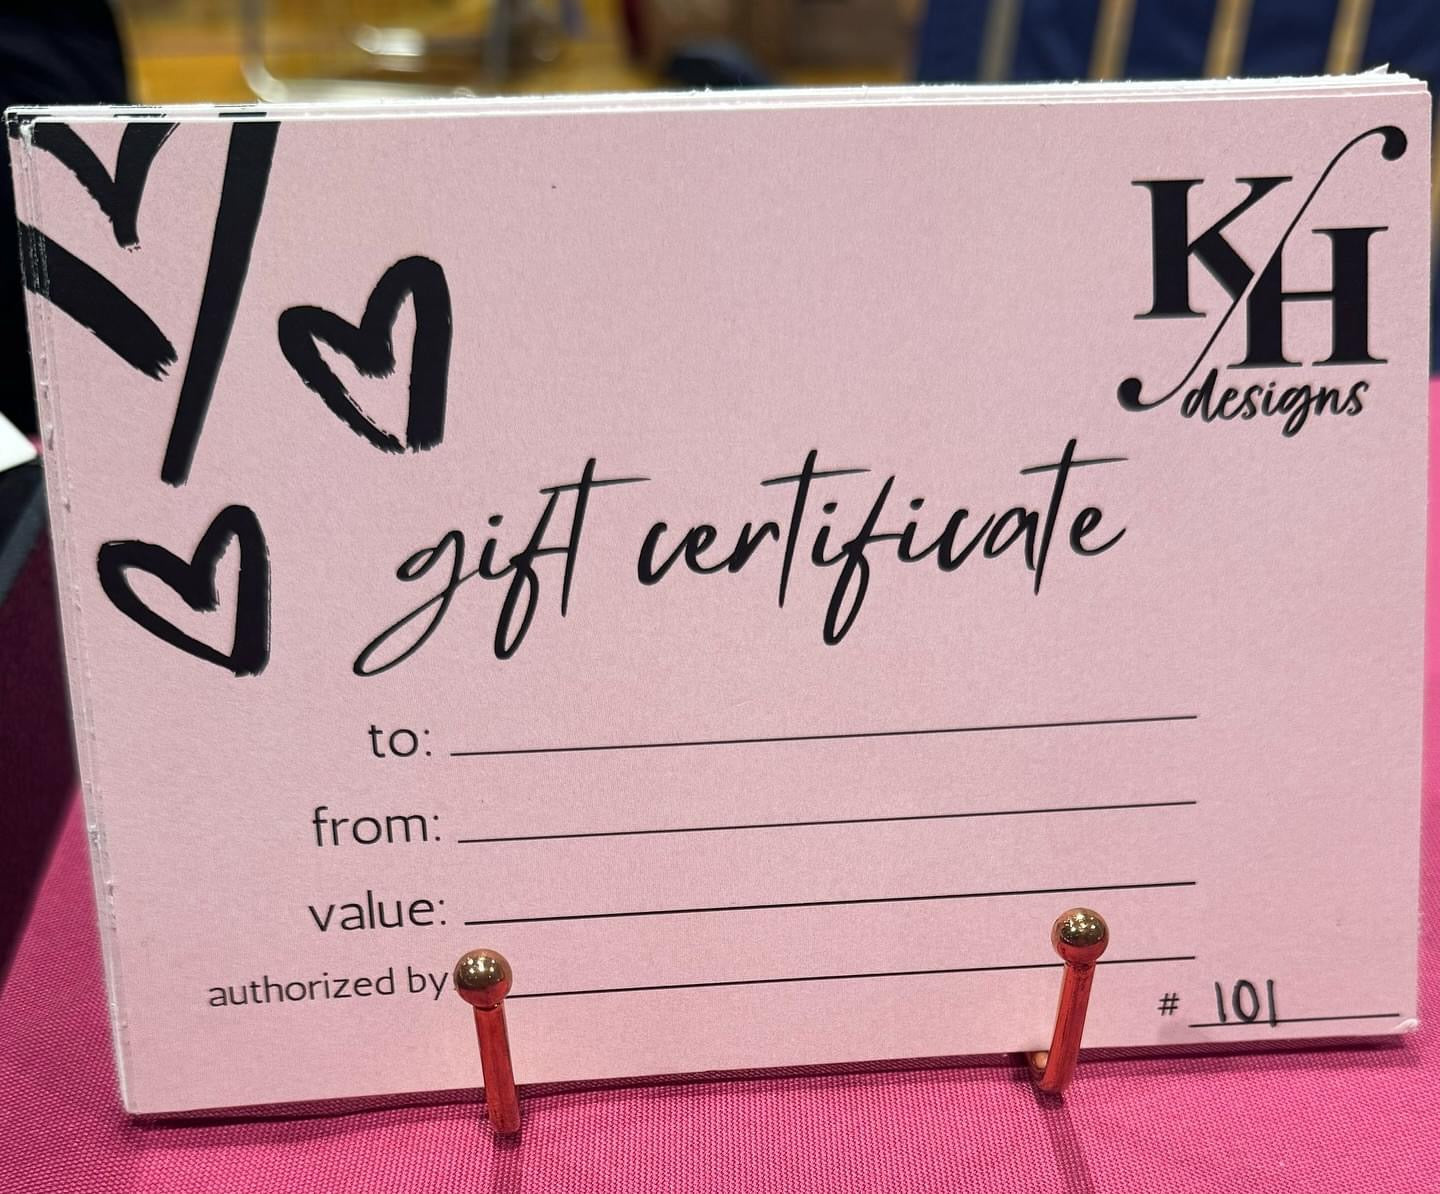 KH
designs
gift certificate
to:
from:
value:
authorized by:
# 101